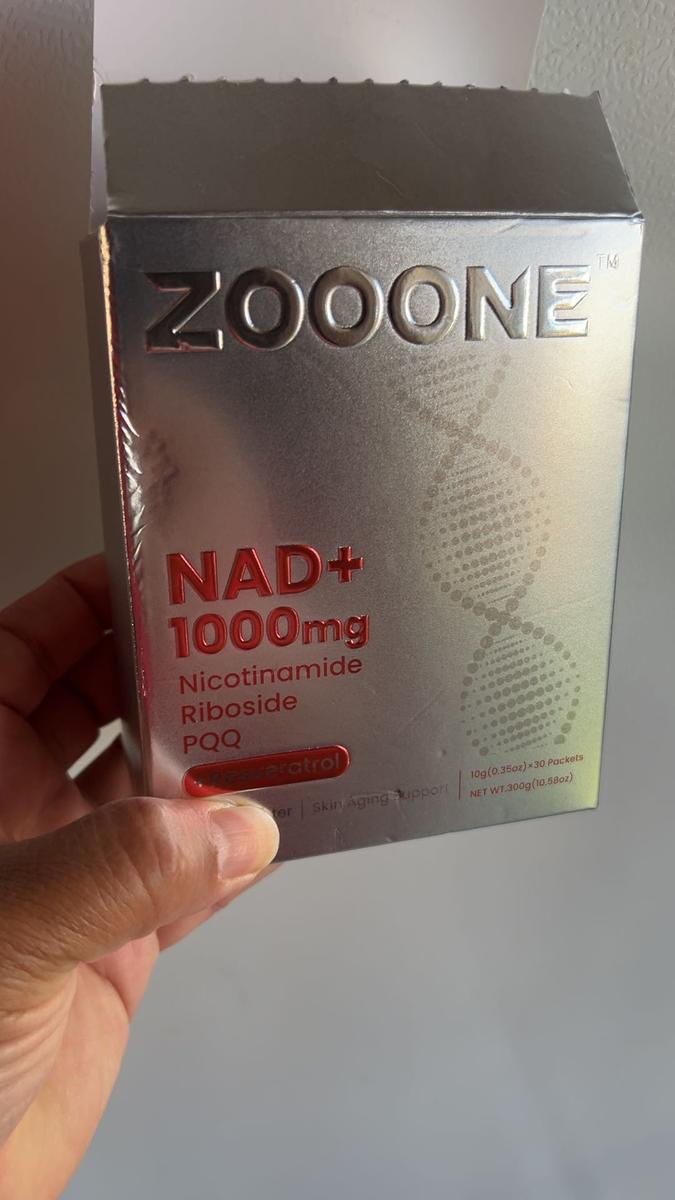 ZOOONE™
NAD+
1000mg
Nicotinamide
Riboside
PQQ
+Resveratrol
ter | Skin Aging Support
10g(0.35oz)×30 Packets
NET WT.300g(10.58oz)